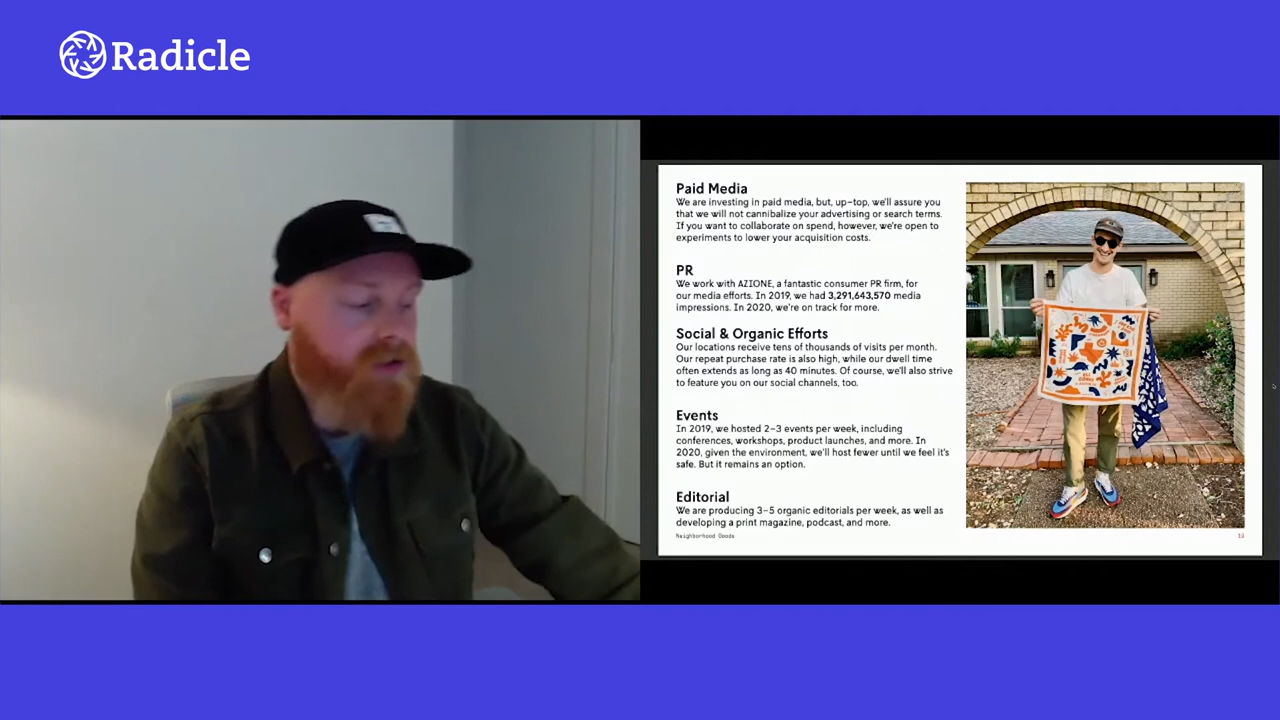 Radicle
Paid Media
We are investing in paid media, but, up-top, we'll assure you
that we will not cannibalize your advertising or search terms.
If you want to collaborate on spend, however, we're open to
experiments to lower your acquisition costs.
PR
We work with AZIONE, a fantastic consumer PR firm, for
our media efforts. In 2019, we had 3,291,643,570 media
impressions. In 2020, we're on track for more.
Social & Organic Efforts
Our locations receive tens of thousands of visits per month.
Our repeat purchase rate is also high, while our dwell time
often extends as long as 40 minutes. Of course, we'll also strive
to feature you on our social channels, too.
Events
In 2019, we hosted 2–3 events per week, including
conferences, workshops, product launches, and more. In
2020, given the environment, we'll host fewer until we feel it's
safe. But it remains an option.
Editorial
We are producing 3–5 organic editorials per week, as well as
developing a print magazine, podcast, and more.
Neighborhood Goods